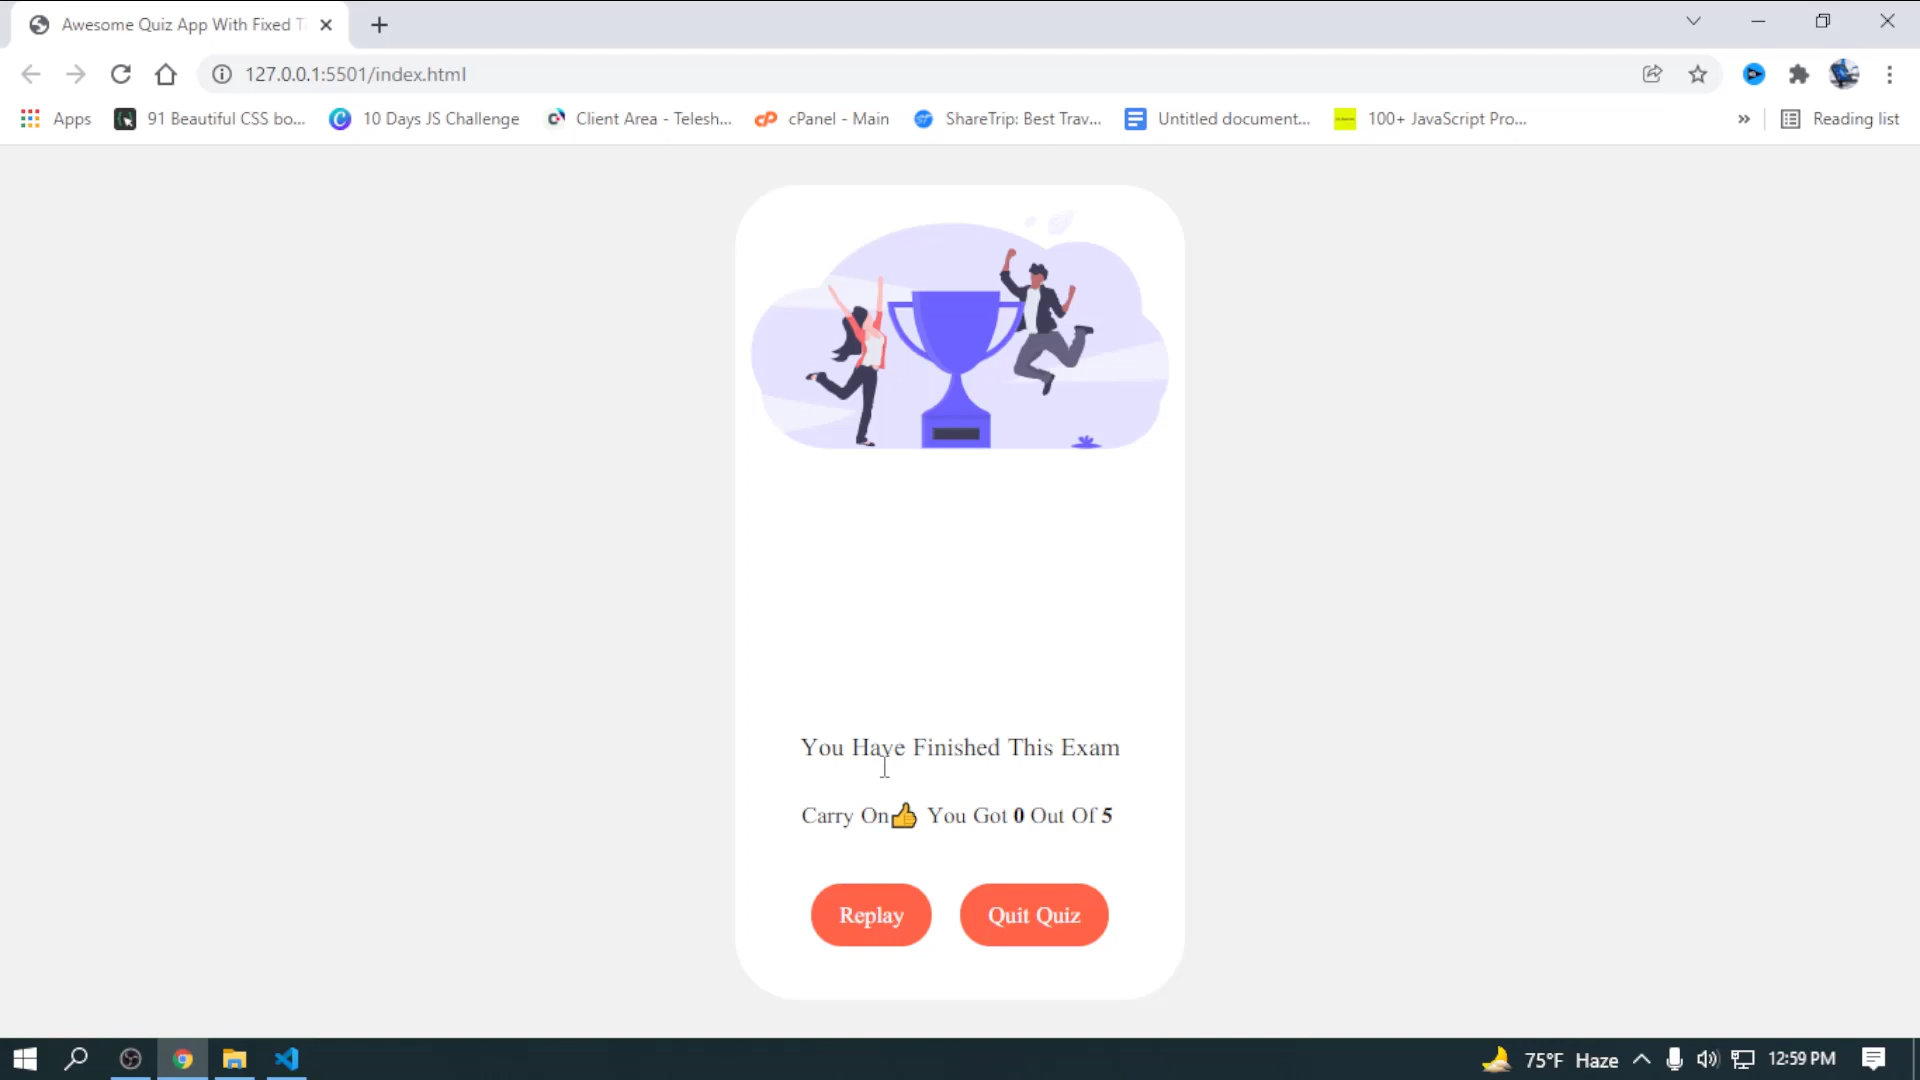 Awesome Quiz App With Fixed T
127.0.0.1:5501/index.html
Apps
91 Beautiful CSS bo...
10 Days JS Challenge
Client Area - Telesh...
cPanel - Main
ShareTrip: Best Trav...
Untitled document...
100+ JavaScript Pro...
»
Reading list
You Have Finished This Exam
Carry On👍 You Got 0 Out Of 5
Replay
Quit Quiz
75°F Haze
12:59 PM